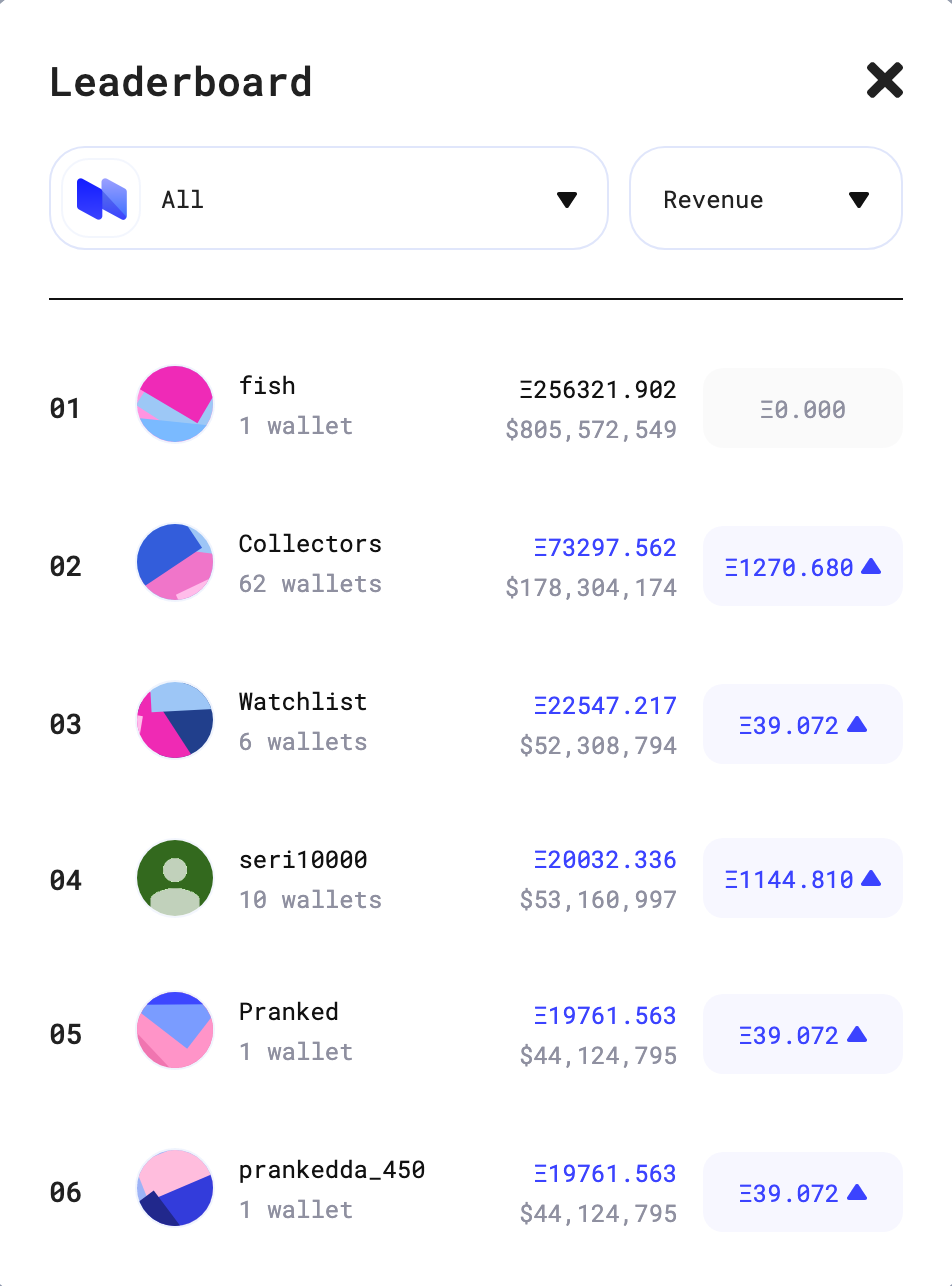 Leaderboard
All
Revenue
01
fish
1 wallet
Ξ256321.902
$805,572,549
Ξ0.000
02
Collectors
62 wallets
Ξ73297.562
$178,304,174
Ξ1270.680
03
Watchlist
6 wallets
Ξ22547.217
$52,308,794
Ξ39.072
04
seri10000
10 wallets
Ξ20032.336
$53,160,997
Ξ1144.810
05
Pranked
1 wallet
Ξ19761.563
$44,124,795
Ξ39.072
06
prankedda_450
1 wallet
Ξ19761.563
$44,124,795
Ξ39.072